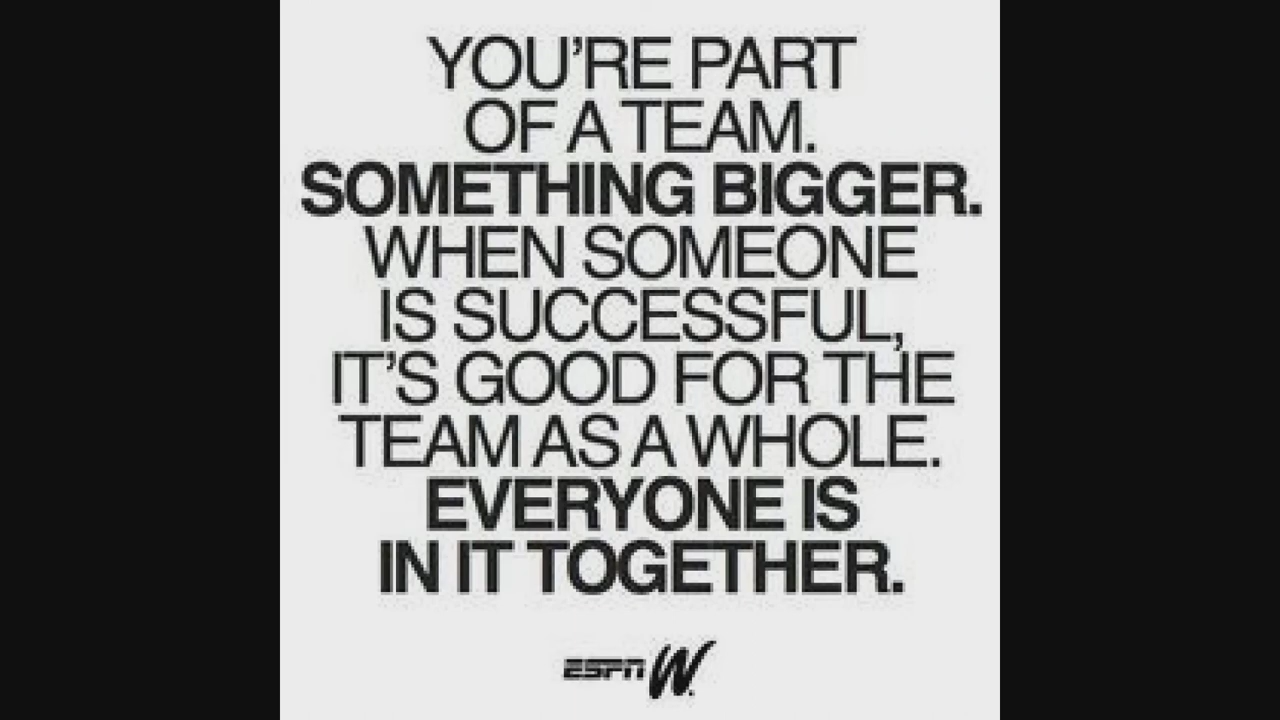 YOU'RE PART
OF A TEAM.
SOMETHING BIGGER.
WHEN SOMEONE
IS SUCCESSFUL,
IT'S GOOD FOR THE
TEAM AS A WHOLE.
EVERYONE IS
IN IT TOGETHER.
ESPN W.